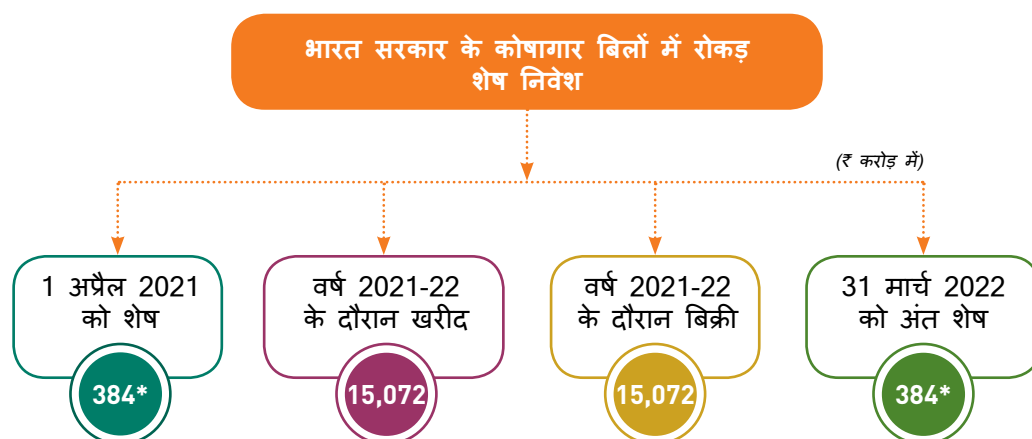 भारत सरकार के कोषागार बिलों में रोकड़
शेष निवेश
(₹ करोड़ में)
1 अप्रैल 2021
को शेष
384*
वर्ष 2021-22
के दौरान खरीद
15,072
वर्ष 2021-22
के दौरान बिक्री
15,072
31 मार्च 2022
को अंत शेष
384*